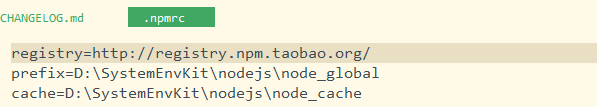 CHANGELOG.md .npmrc
registry=http://registry.npm.taobao.org/
prefix=D:\SystemEnvKit\nodejs\node_global
cache=D:\SystemEnvKit\nodejs\node_cache